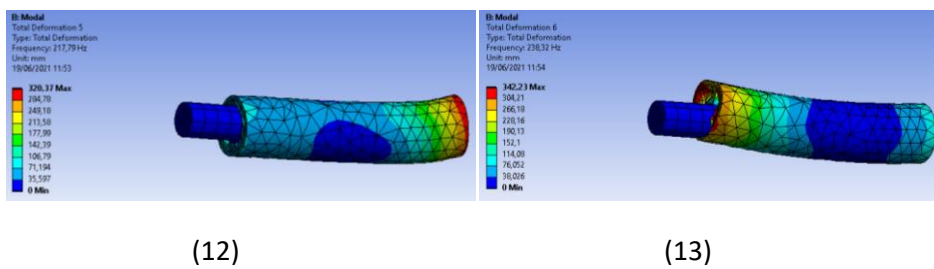 B: Modal
Total Deformation 5
Type: Total Deformation
Frequency: 217,79 Hz
Unit: mm
19/06/2021 11:53
320,37 Max
284,78
249,18
213,58
177,99
142,39
106,79
71,194
35,597
0 Min
B: Modal
Total Deformation 6
Type: Total Deformation
Frequency: 238,32 Hz
Unit: mm
19/06/2021 11:54
342,23 Max
304,21
266,18
228,16
190,13
152,1
114,08
76,052
38,026
0 Min
(12)
(13)